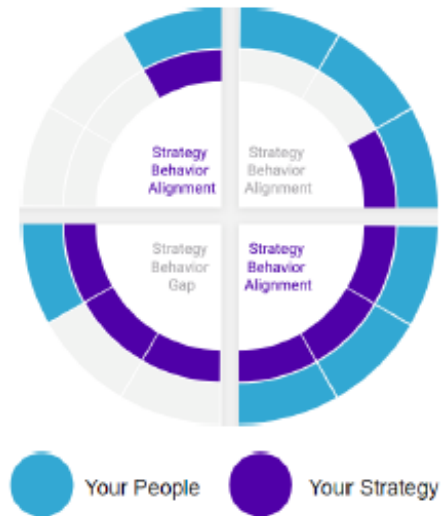 Strategy
Behavior
Alignment
Strategy
Behavior
Alignment
Strategy
Behavior
Gap
Strategy
Behavior
Alignment
Your People
Your Strategy